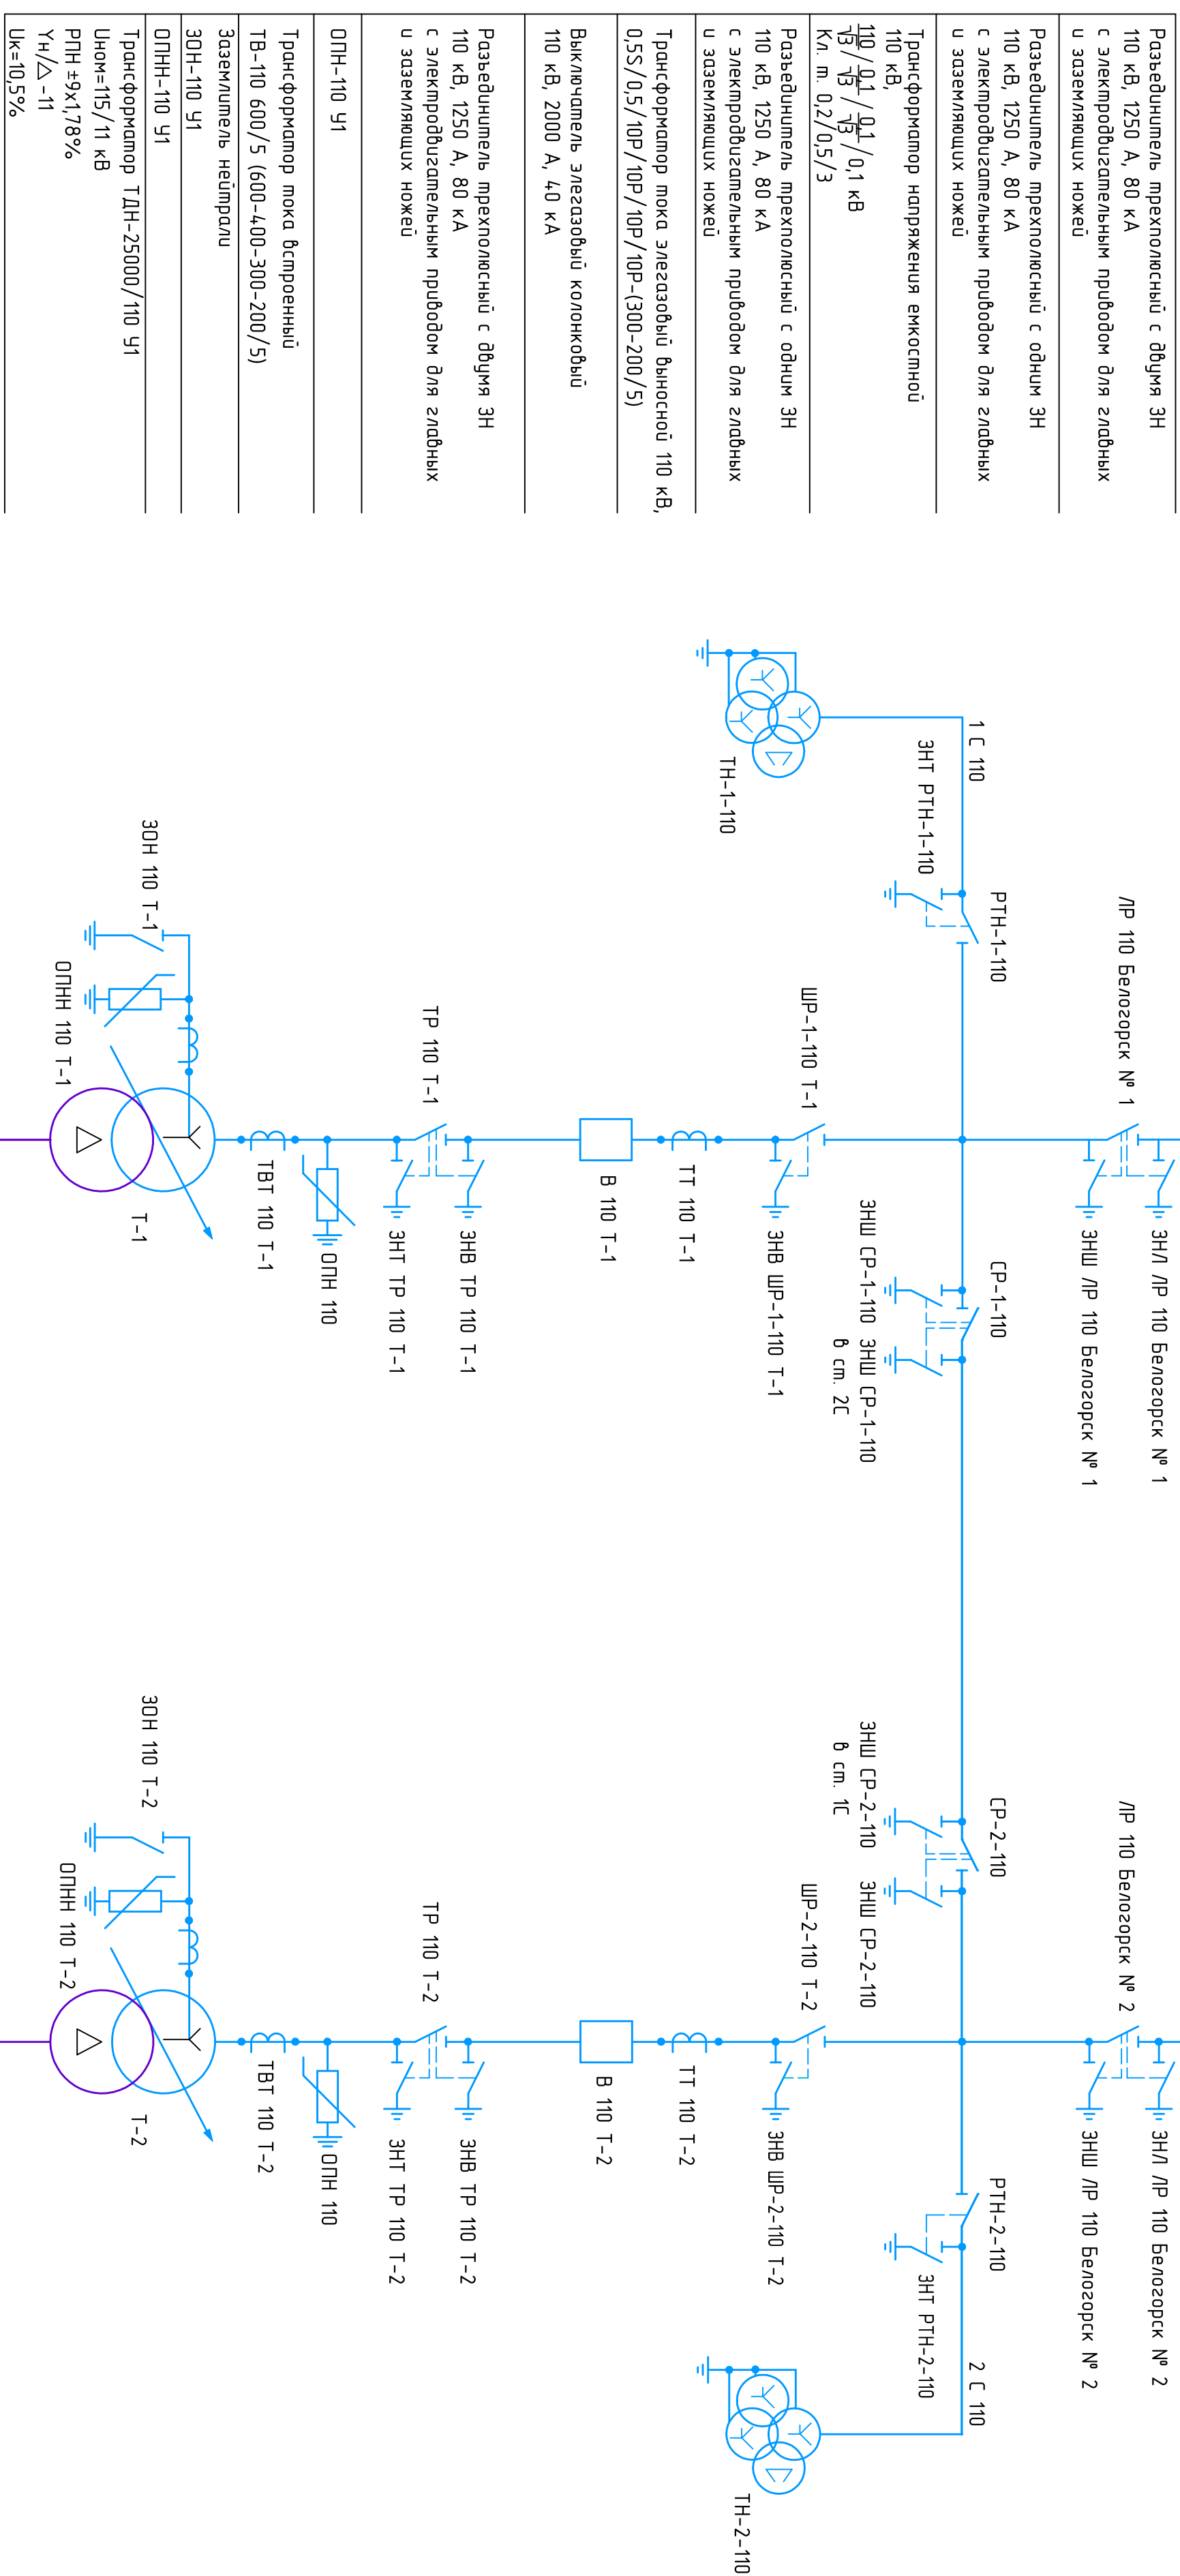 Разъединитель трехполюсный с двумя ЗН
110 кВ, 1250 А, 80 кА
с электродвигательным приводом для главных
и заземляющих ножей
Разъединитель трехполюсный с одним ЗН
110 кВ, 1250 А, 80 кА
с электродвигательным приводом для главных
и заземляющих ножей
Трансформатор напряжения емкостной
110 кВ,
110/√3 / 0,1/√3 / 0,1/√3 / 0,1 кВ
Кл. т. 0,2/0,5/3
Разъединитель трехполюсный с одним ЗН
110 кВ, 1250 А, 80 кА
с электродвигательным приводом для главных
и заземляющих ножей
Трансформатор тока элегазовый выносной 110 кВ,
0,5S/0,5/10Р/10Р/10Р/10Р-(300-200/5)
Выключатель элегазовый колонковый
110 кВ, 2000 А, 40 кА
Разъединитель трехполюсный с двумя ЗН
110 кВ, 1250 А, 80 кА
с электродвигательным приводом для главных
и заземляющих ножей
ОПН-110 У1
Трансформатор тока встроенный
ТВ-110 600/5 (600-400-300-200/5)
Заземлитель нейтрали
ЗОН-110 У1
ОПНН-110 У1
Трансформатор ТДН-25000/110 У1
Uном=115/11 кВ
РПН ±9х1,78%
Yн/△-11
Uк=10,5%
ЛР 110 Белогорск № 1
ЗНЛ ЛР 110 Белогорск № 1
ЗНШ ЛР 110 Белогорск № 1
1 С 110
РТН-1-110
ЗНТ РТН-1-110
ТН-1-110
СР-1-110
ЗНШ СР-1-110
ЗНШ СР-1-110
в ст. 2С
ШР-1-110 Т-1
ЗНВ ШР-1-110 Т-1
ТТ 110 Т-1
В 110 Т-1
ТР 110 Т-1
ЗНВ ТР 110 Т-1
ЗНТ ТР 110 Т-1
ОПН 110
ТВТ 110 Т-1
ЗОН 110 Т-1
ОПНН 110 Т-1
Т-1
ЛР 110 Белогорск № 2
ЗНЛ ЛР 110 Белогорск № 2
ЗНШ ЛР 110 Белогорск № 2
СР-2-110
ЗНШ СР-2-110
в ст. 1С
ЗНШ СР-2-110
РТН-2-110
ЗНТ РТН-2-110
2 С 110
ТН-2-110
ШР-2-110 Т-2
ЗНВ ШР-2-110 Т-2
ТТ 110 Т-2
В 110 Т-2
ТР 110 Т-2
ЗНВ ТР 110 Т-2
ЗНТ ТР 110 Т-2
ОПН 110
ТВТ 110 Т-2
ЗОН 110 Т-2
ОПНН 110 Т-2
Т-2